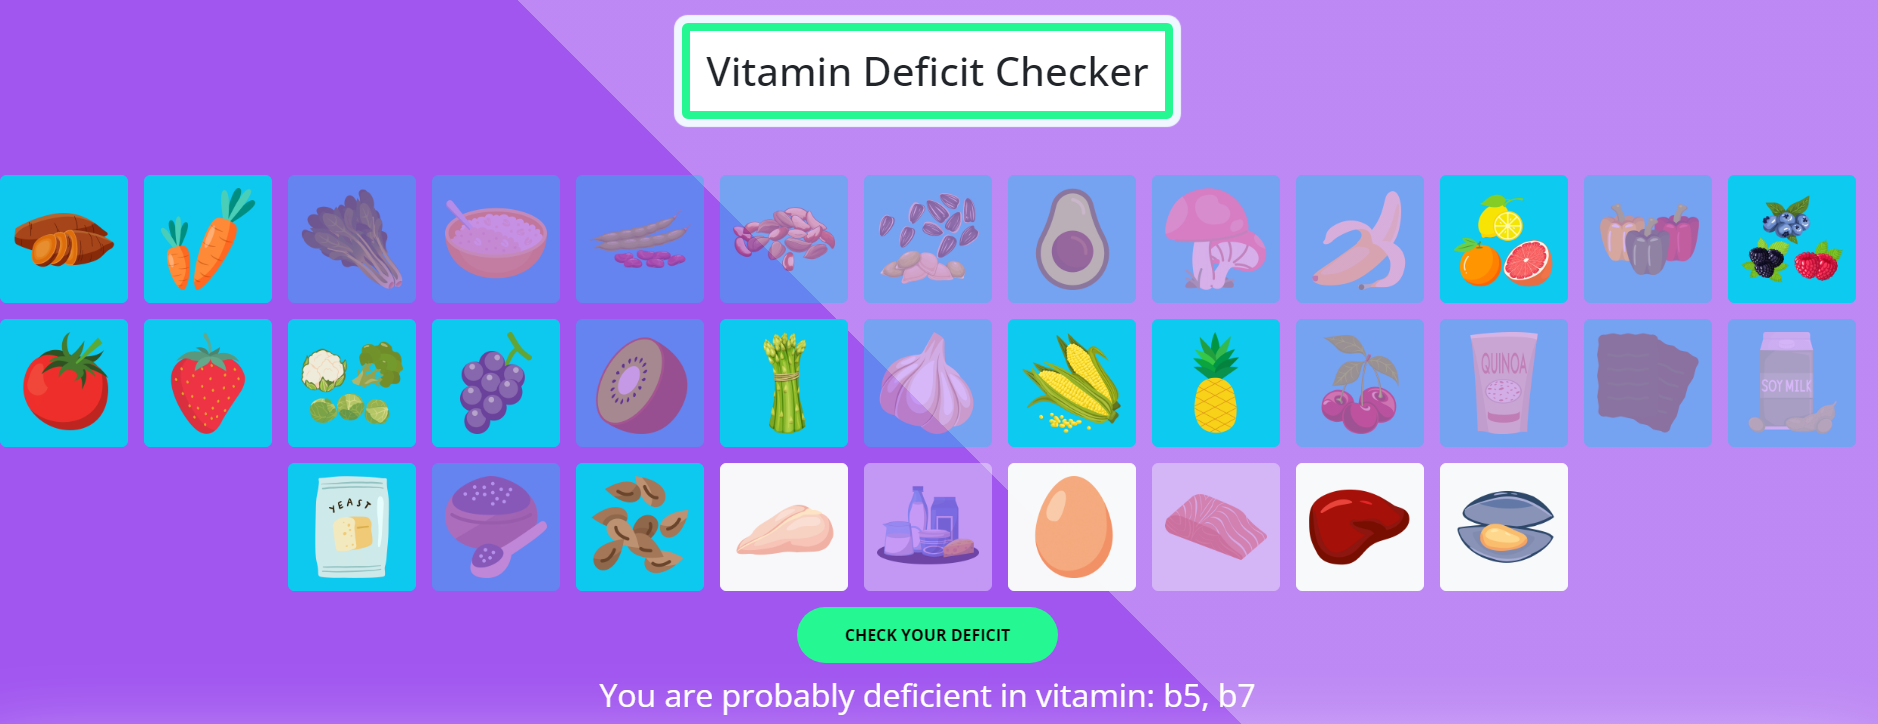 Vitamin Deficit Checker
QUINOA
SOY MILK
YEAST
CHECK YOUR DEFICIT
You are probably deficient in vitamin: b5, b7